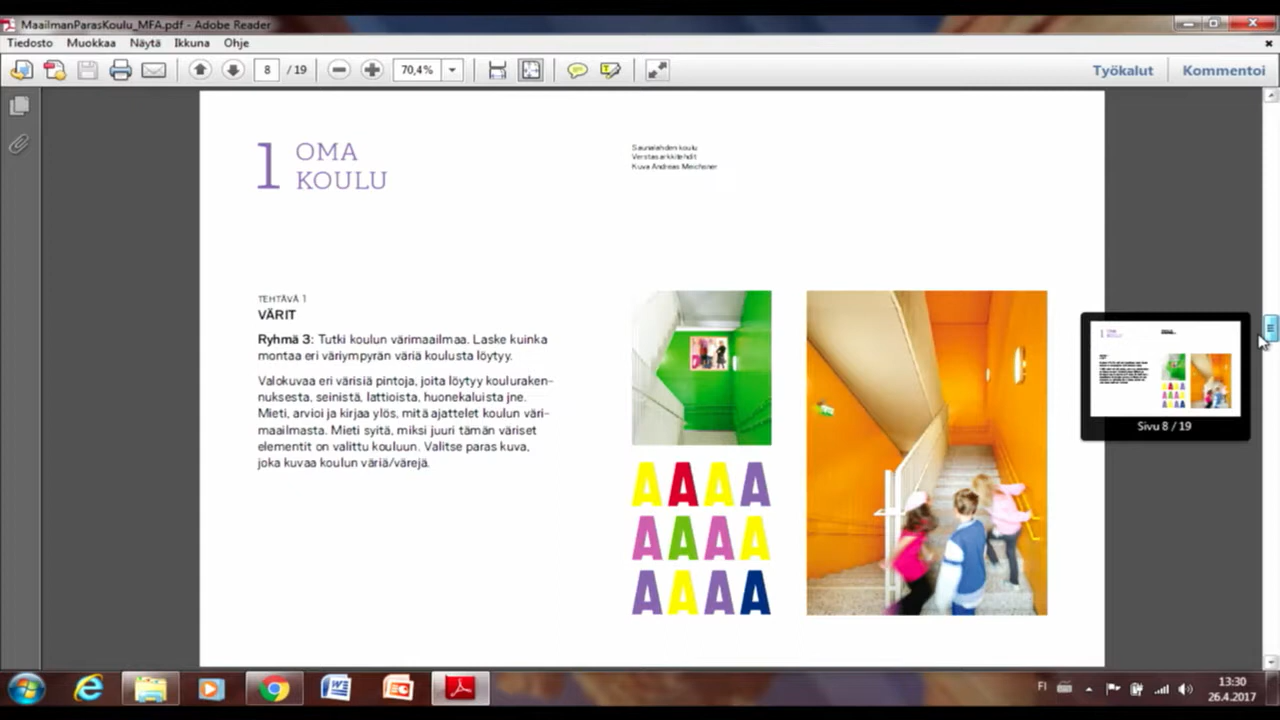 MaailmanParasKoulu_MFA.pdf - Adobe Reader
Tiedosto Muokkaa Näytä Ikkuna Ohje
8 / 19 70,4% Työkalut Kommentoi
1 OMA
KOULU
Saunalahden koulu
Verstas arkkitehdit
Kuva Andreas Meichsner
TEHTÄVÄ 1
VÄRIT
Ryhmä 3: Tutki koulun värimaailmaa. Laske kuinka
montaa eri väriympyrän väriä koulusta löytyy.
Valokuvaa eri värisiä pintoja, joita löytyy kouluraken-
nuksesta, seinistä, lattioista, huonekaluista jne.
Mieti, arvioi ja kirjaa ylös, mitä ajattelet koulun väri-
maailmasta. Mieti syitä, miksi juuri tämän väriset
elementit on valittu kouluun. Valitse paras kuva,
joka kuvaa koulun väriä/värejä.
A A A A
A A A A
A A A A
Sivu 8 / 19
FI
13:30
26.4.2017